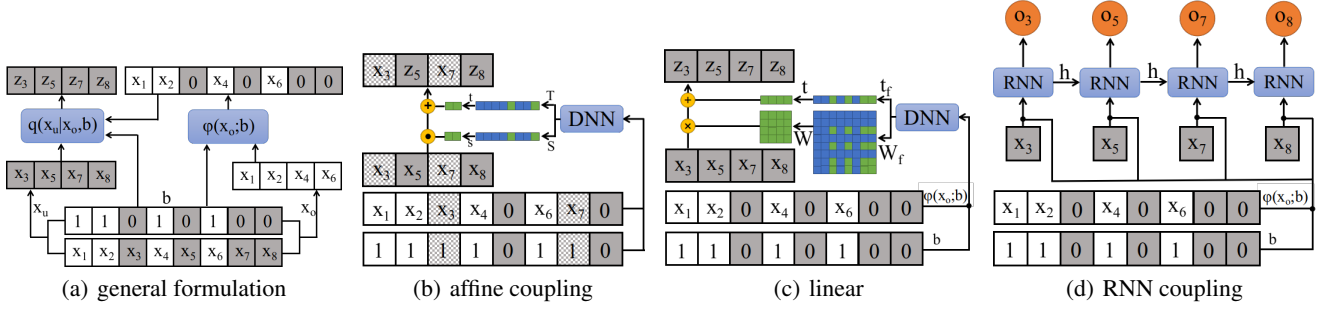 z₃ z₅ z₇ z₈ x₁ x₂ 0 x₄ 0 x₆ 0 0
q(xᵤ|xₒ,b) φ(xₒ;b)
x₃ x₅ x₇ x₈ x₁ x₂ x₄ x₆
xᵤ b xₒ
1 1 0 1 0 1 0 0
x₁ x₂ x₃ x₄ x₅ x₆ x₇ x₈
(a) general formulation
x₃ z₅ x₇ z₈
+ t T
DNN
• s S
x₃ x₅ x₇ x₈
x₁ x₂ x₃ x₄ 0 x₆ x₇ 0
1 1 1 1 0 1 1 0
(b) affine coupling
z₃ z₅ z₇ z₈
+ t t_f
DNN
× W W_f
x₃ x₅ x₇ x₈
φ(xₒ;b)
x₁ x₂ 0 x₄ 0 x₆ 0 0
b
1 1 0 1 0 1 0 0
(c) linear
o₃ o₅ o₇ o₈
RNN h RNN h RNN h RNN
x₃ x₅ x₇ x₈
φ(xₒ;b)
x₁ x₂ 0 x₄ 0 x₆ 0 0
b
1 1 0 1 0 1 0 0
(d) RNN coupling